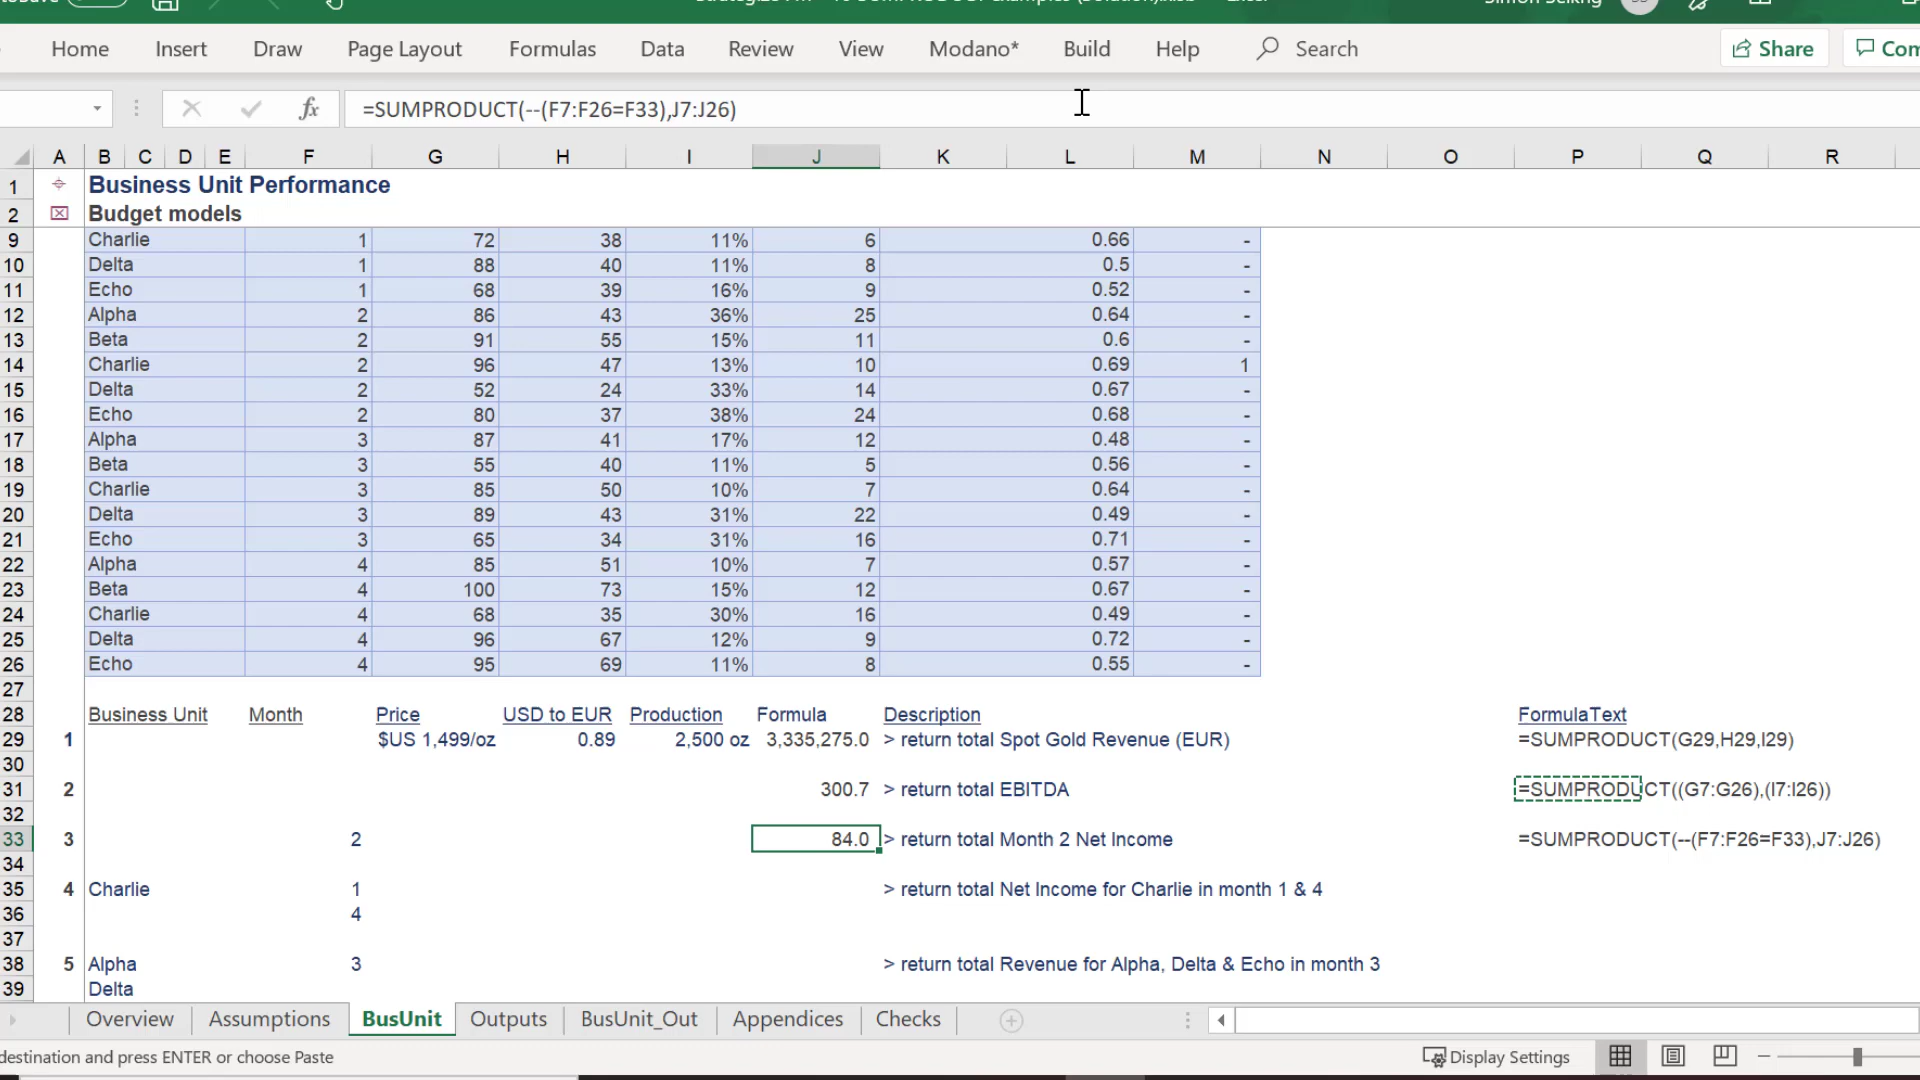 Home Insert Draw Page Layout Formulas Data Review View Modano* Build Help Search Share
fx =SUMPRODUCT(--(F7:F26=F33),J7:J26)
A B C D E F G H I J K L M N O P Q R
1 Business Unit Performance
2 Budget models
9 Charlie 1 72 38 11% 6 0.66 -
10 Delta 1 88 40 11% 8 0.5 -
11 Echo 1 68 39 16% 9 0.52 -
12 Alpha 2 86 43 36% 25 0.64 -
13 Beta 2 91 55 15% 11 0.6 -
14 Charlie 2 96 47 13% 10 0.69 1
15 Delta 2 52 24 33% 14 0.67 -
16 Echo 2 80 37 38% 24 0.68 -
17 Alpha 3 87 41 17% 12 0.48 -
18 Beta 3 55 40 11% 5 0.56 -
19 Charlie 3 85 50 10% 7 0.64 -
20 Delta 3 89 43 31% 22 0.49 -
21 Echo 3 65 34 31% 16 0.71 -
22 Alpha 4 85 51 10% 7 0.57 -
23 Beta 4 100 73 15% 12 0.67 -
24 Charlie 4 68 35 30% 16 0.49 -
25 Delta 4 96 67 12% 9 0.72 -
26 Echo 4 95 69 11% 8 0.55 -
27
28 Business Unit Month Price USD to EUR Production Formula Description FormulaText
29 1 $US 1,499/oz 0.89 2,500 oz 3,335,275.0 > return total Spot Gold Revenue (EUR) =SUMPRODUCT(G29,H29,I29)
30
31 2 300.7 > return total EBITDA =SUMPRODUCT((G7:G26),(I7:I26))
32
33 3 2 84.0 > return total Month 2 Net Income =SUMPRODUCT(--(F7:F26=F33),J7:J26)
34
35 4 Charlie 1 > return total Net Income for Charlie in month 1 & 4
36 4
37
38 5 Alpha 3 > return total Revenue for Alpha, Delta & Echo in month 3
39 Delta
Overview Assumptions BusUnit Outputs BusUnit_Out Appendices Checks
destination and press ENTER or choose Paste Display Settings